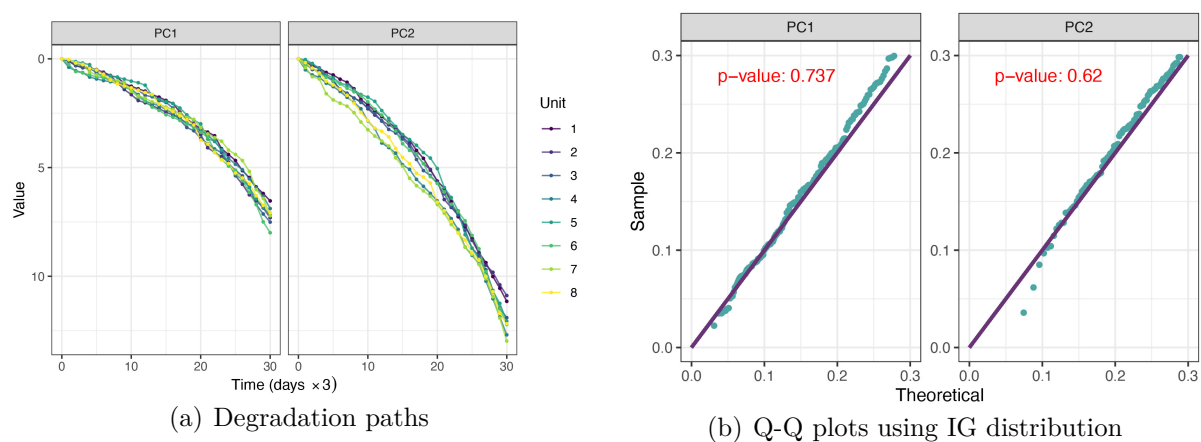 PC1
PC2
0
5
10
Value
0
10
20
30
0
10
20
30
Time (days ×3)
Unit
1
2
3
4
5
6
7
8
(a) Degradation paths
PC1
PC2
p−value: 0.737
p−value: 0.62
0.3
0.2
0.1
0.0
Sample
0.0
0.1
0.2
0.3
0.0
0.1
0.2
0.3
Theoretical
(b) Q-Q plots using IG distribution